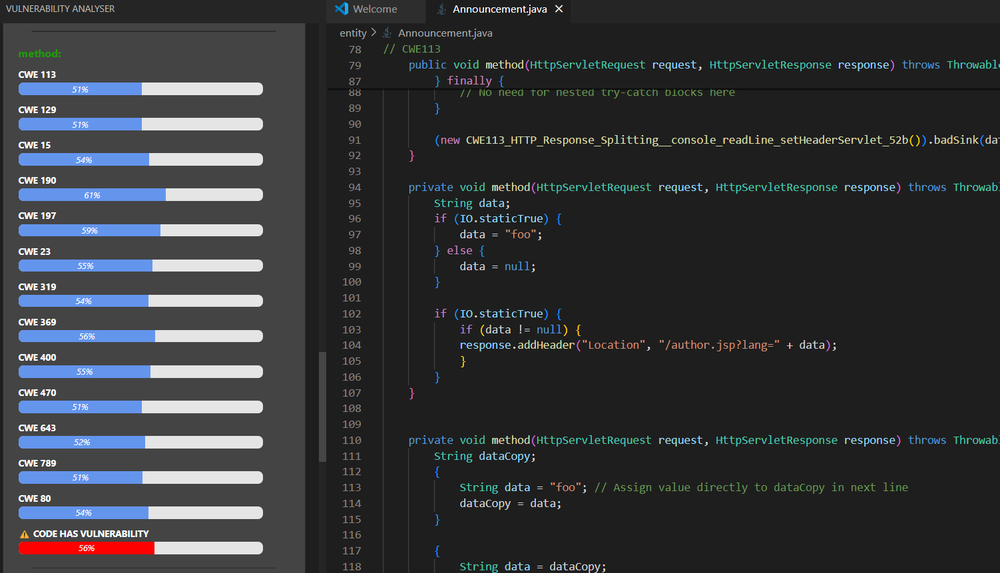 VULNERABILITY ANALYSER
method:
CWE 113
51%
CWE 129
51%
CWE 15
54%
CWE 190
61%
CWE 197
59%
CWE 23
55%
CWE 319
54%
CWE 369
56%
CWE 400
55%
CWE 470
51%
CWE 643
52%
CWE 789
51%
CWE 80
54%
⚠ CODE HAS VULNERABILITY
56%
Welcome
Announcement.java ×
entity > Announcement.java
78 // CWE113
79 public void method(HttpServletRequest request, HttpServletResponse response) throws Throwable
87 } finally {
88 // No need for nested try-catch blocks here
89 }
90
91 (new CWE113_HTTP_Response_Splitting__console_readLine_setHeaderServlet_52b()).badSink(dat
92 }
93
94 private void method(HttpServletRequest request, HttpServletResponse response) throws Throwabl
95 String data;
96 if (IO.staticTrue) {
97 data = "foo";
98 } else {
99 data = null;
100 }
101
102 if (IO.staticTrue) {
103 if (data != null) {
104 response.addHeader("Location", "/author.jsp?lang=" + data);
105 }
106 }
107 }
108
109
110 private void method(HttpServletRequest request, HttpServletResponse response) throws Throwabl
111 String dataCopy;
112 {
113 String data = "foo"; // Assign value directly to dataCopy in next line
114 dataCopy = data;
115 }
116
117 {
118 String data = dataCopy;